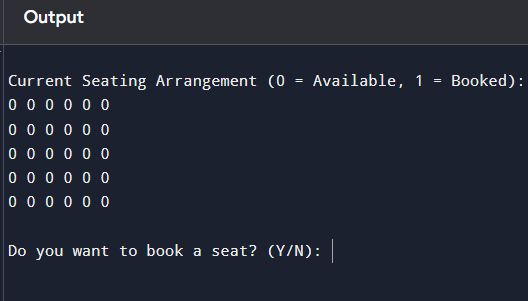 Output
Current Seating Arrangement (0 = Available, 1 = Booked):
0 0 0 0 0 0
0 0 0 0 0 0
0 0 0 0 0 0
0 0 0 0 0 0
0 0 0 0 0 0
Do you want to book a seat? (Y/N):